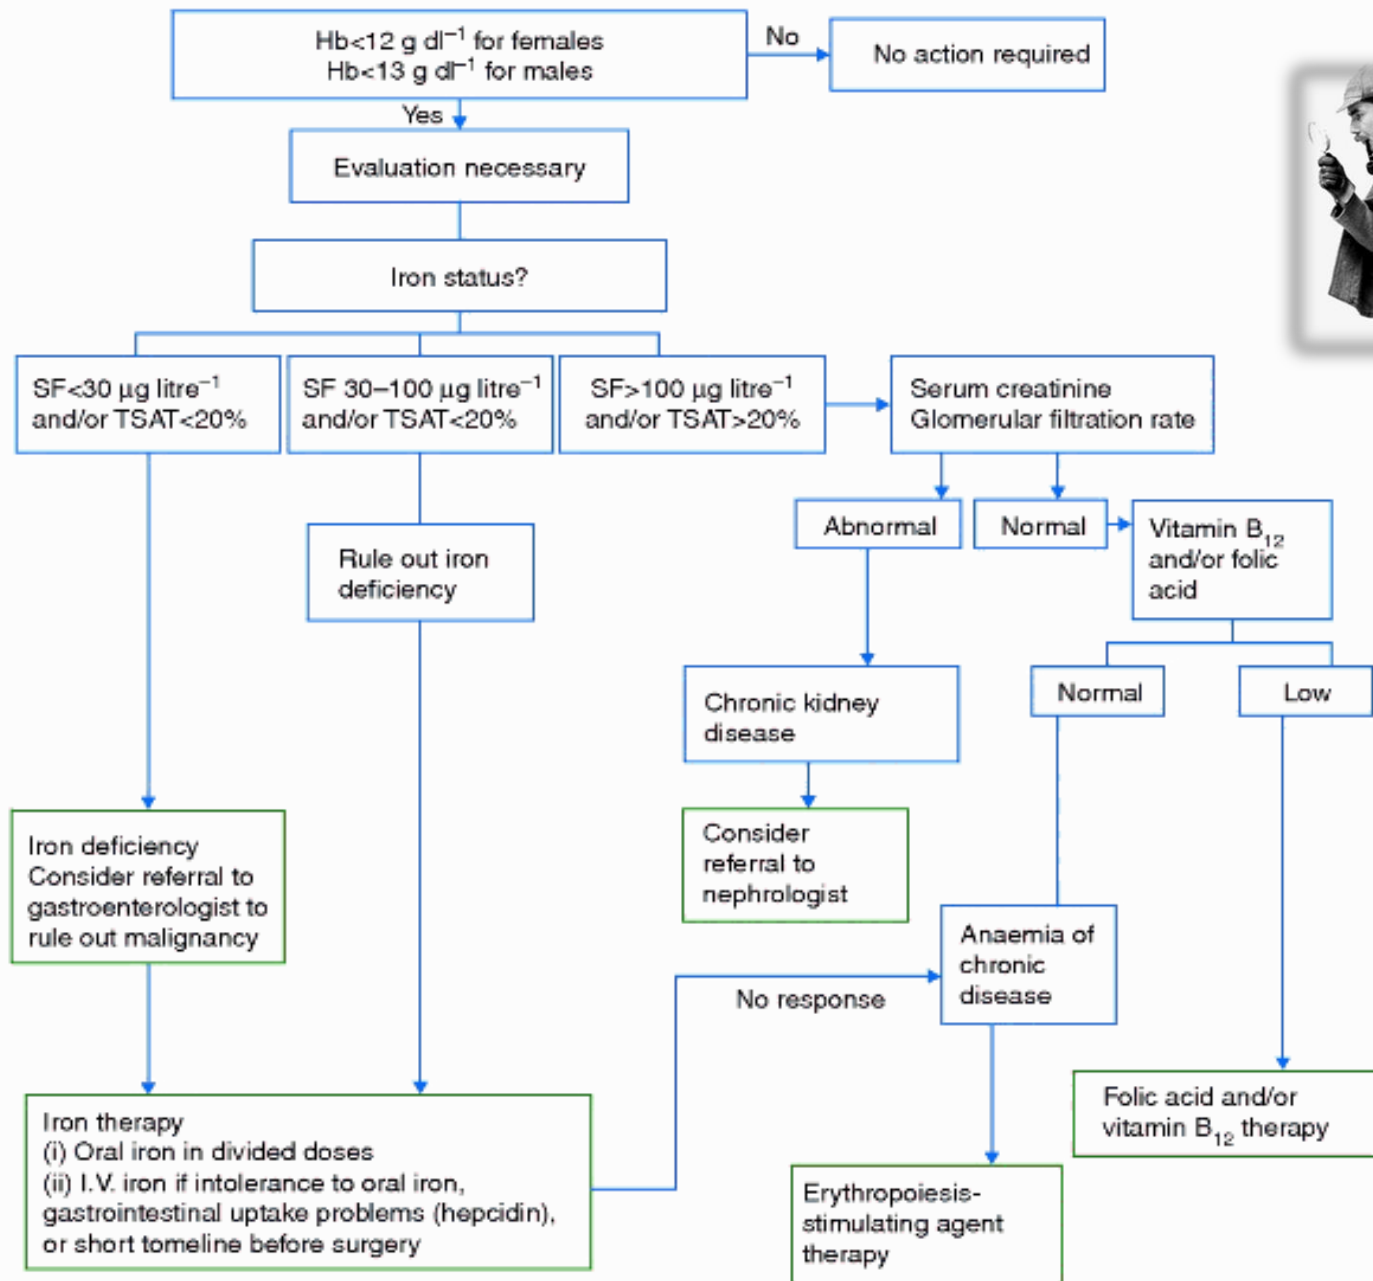 Hb<12 g dl⁻¹ for females
Hb<13 g dl⁻¹ for males
No
No action required
Yes
Evaluation necessary
Iron status?
SF<30 µg litre⁻¹
and/or TSAT<20%
SF 30–100 µg litre⁻¹
and/or TSAT<20%
SF>100 µg litre⁻¹
and/or TSAT>20%
Serum creatinine
Glomerular filtration rate
Abnormal
Normal
Vitamin B₁₂
and/or folic
acid
Rule out iron
deficiency
Normal
Low
Chronic kidney
disease
Consider
referral to
nephrologist
Iron deficiency
Consider referral to
gastroenterologist to
rule out malignancy
Anaemia of
chronic
disease
No response
Iron therapy
(i) Oral iron in divided doses
(ii) I.V. iron if intolerance to oral iron,
gastrointestinal uptake problems (hepcidin),
or short tomeline before surgery
Folic acid and/or
vitamin B₁₂ therapy
Erythropoiesis-
stimulating agent
therapy